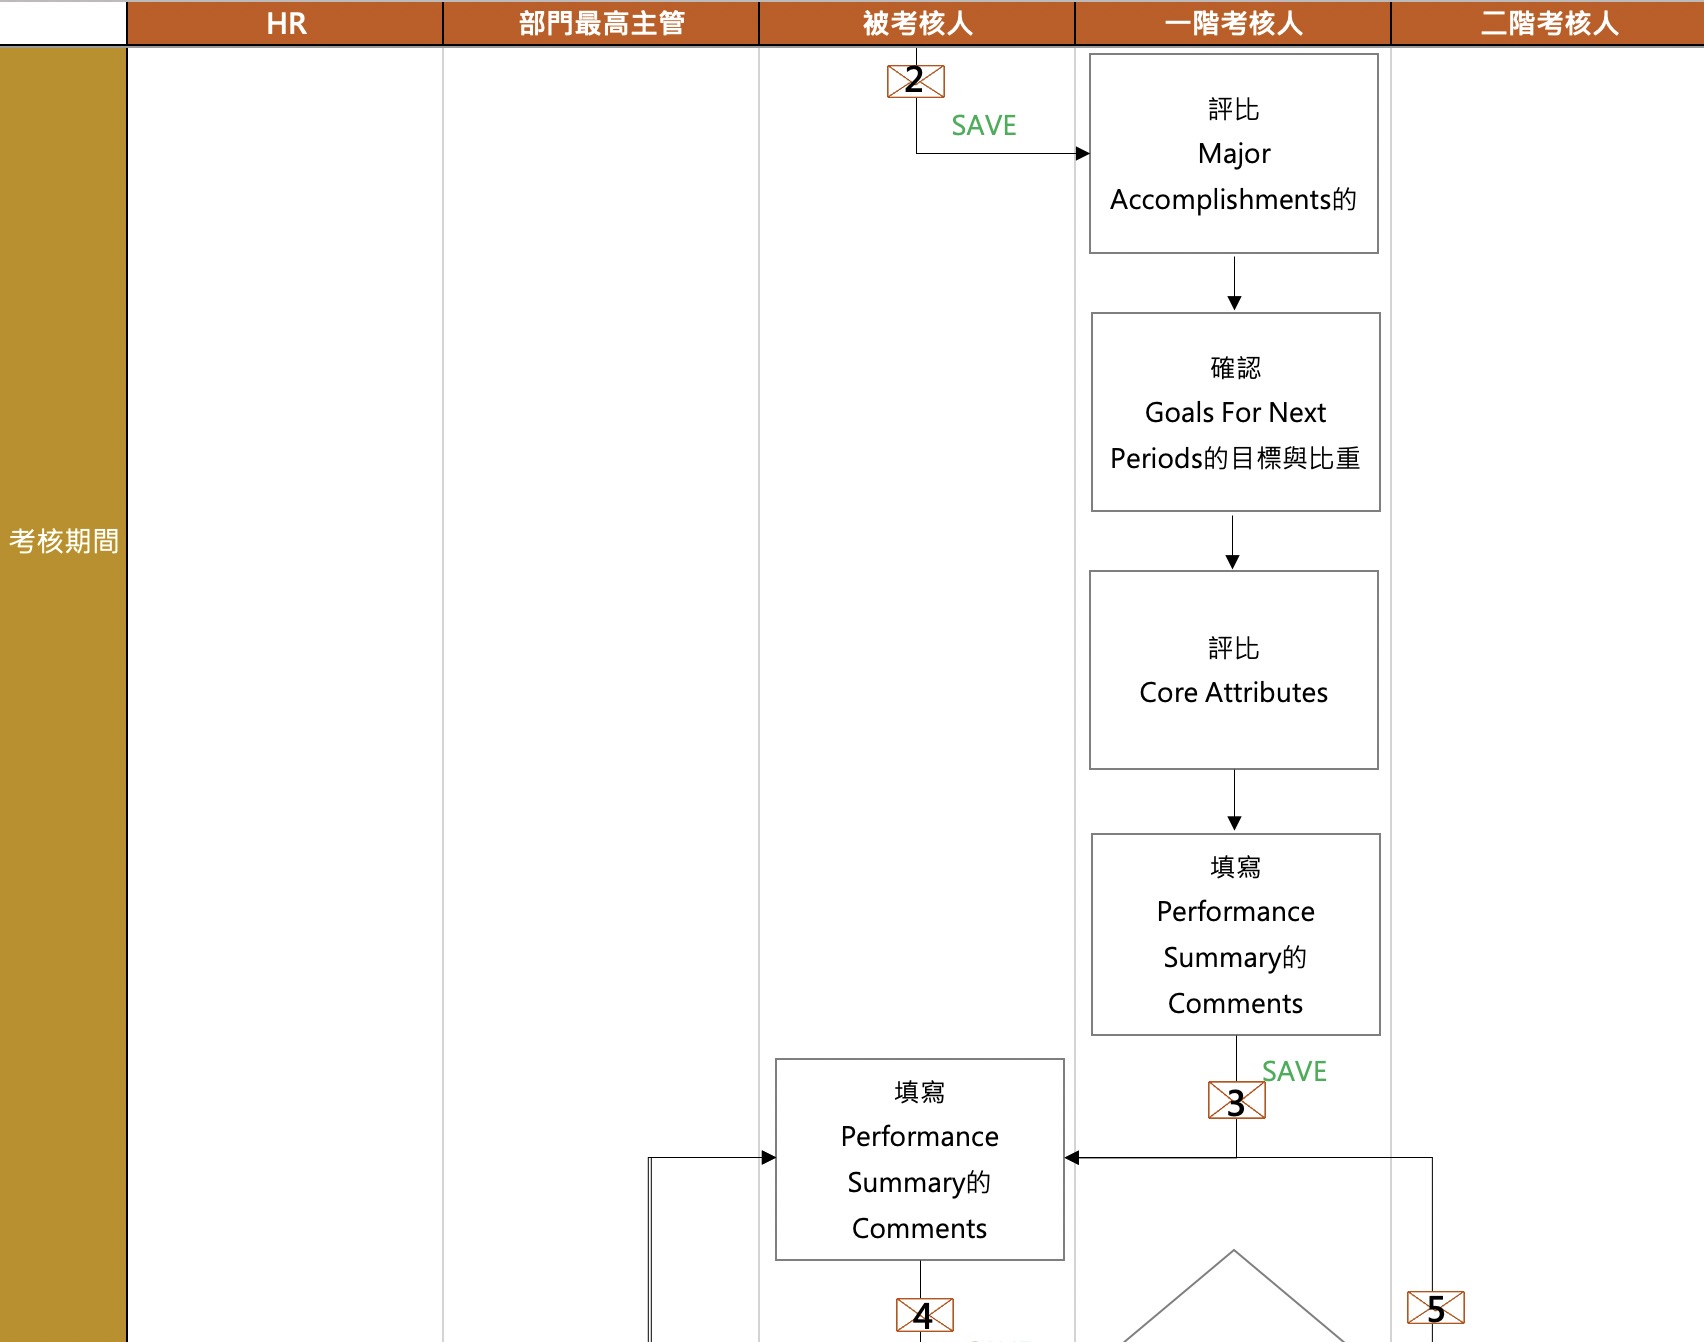 HR
部門最高主管
被考核人
一階考核人
二階考核人
2
SAVE
評比
Major
Accomplishments的
確認
Goals For Next
Periods的目標與比重
考核期間
評比
Core Attributes
填寫
Performance
Summary的
Comments
SAVE
3
填寫
Performance
Summary的
Comments
4
5